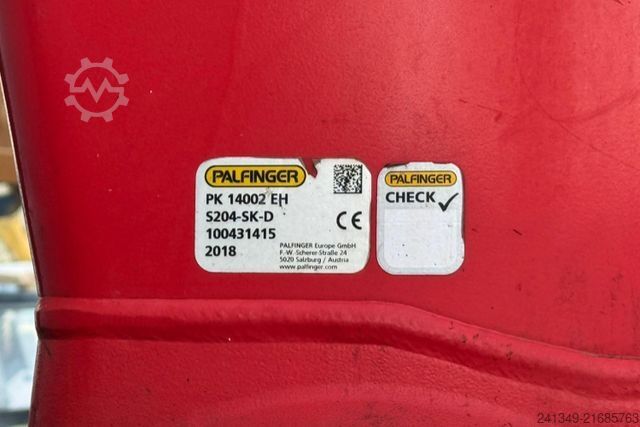 PALFINGER
PK 14002 EH
S204-SK-D
100431415
2018
CE
PALFINGER Europe GmbH
F.-W.-Scherer-Straße 24
5020 Salzburg / Austria
www.palfinger.com
PALFINGER
CHECK
241349-21685763